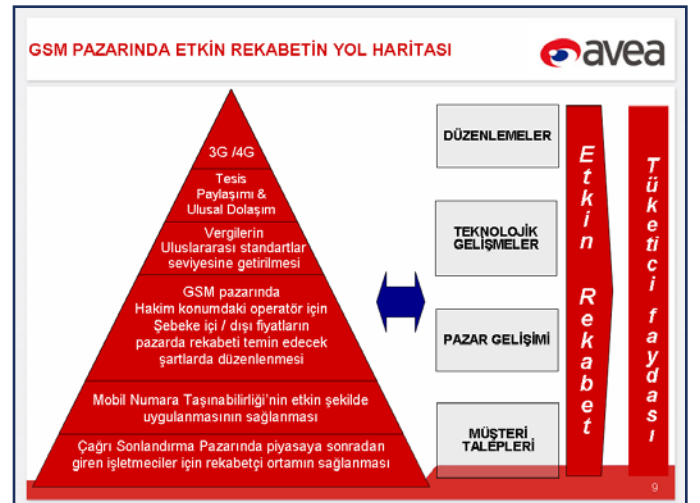 GSM PAZARINDA ETKİN REKABETİN YOL HARİTASI
avea
3G /4G
Tesis
Paylaşımı &
Ulusal Dolaşım
Vergilerin
Uluslararası standartlar
seviyesine getirilmesi
GSM pazarında
Hakim konumdaki operatör için
Şebeke içi / dışı fiyatların
pazarda rekabeti temin edecek
şartlarda düzenlenmesi
Mobil Numara Taşınabilirliği’nin etkin şekilde
uygulanmasının sağlanması
Çağrı Sonlandırma Pazarında piyasaya sonradan
giren işletmeciler için rekabetçi ortamın sağlanması
DÜZENLEMELER
TEKNOLOJİK
GELİŞMELER
PAZAR GELİŞİMİ
MÜŞTERİ
TALEPLERİ
Etkin Rekabet
Tüketici faydası
9